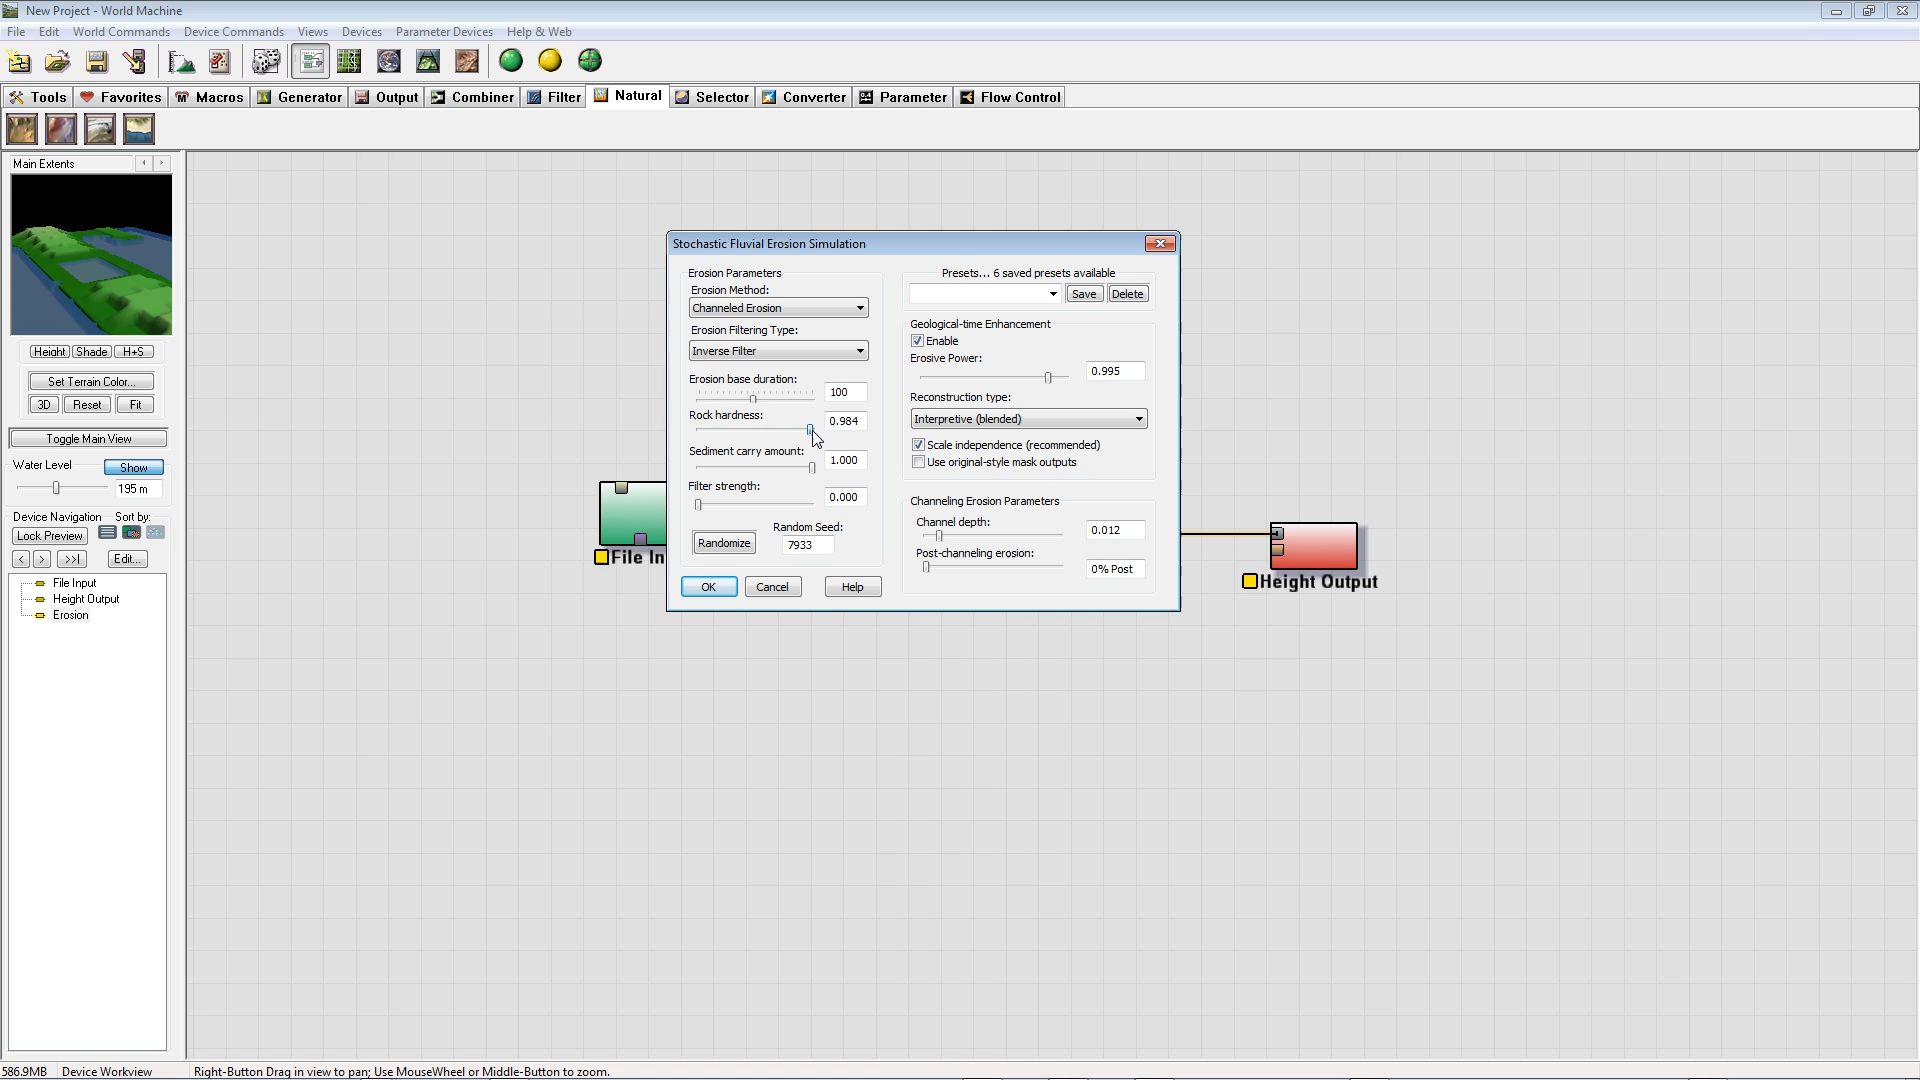 New Project - World Machine
File Edit World Commands Device Commands Views Devices Parameter Devices Help & Web
Tools Favorites Macros Generator Output Combiner Filter Natural Selector Converter Parameter Flow Control
Main Extents
Height Shade H+S
Set Terrain Color...
3D Reset Fit
Toggle Main View
Water Level Show
195 m
Device Navigation Sort by:
Lock Preview
< > >>| Edit...
File Input
Height Output
Erosion
File In
Stochastic Fluvial Erosion Simulation
Erosion Parameters
Erosion Method:
Channeled Erosion
Erosion Filtering Type:
Inverse Filter
Erosion base duration:
100
Rock hardness:
0.984
Sediment carry amount:
1.000
Filter strength:
0.000
Randomize
Random Seed:
7933
OK Cancel Help
Presets... 6 saved presets available
Save Delete
Geological-time Enhancement
Enable
Erosive Power:
0.995
Reconstruction type:
Interpretive (blended)
Scale independence (recommended)
Use original-style mask outputs
Channeling Erosion Parameters
Channel depth:
0.012
Post-channeling erosion:
0% Post
Height Output
586.9MB Device Workview Right-Button Drag in view to pan; Use MouseWheel or Middle-Button to zoom.